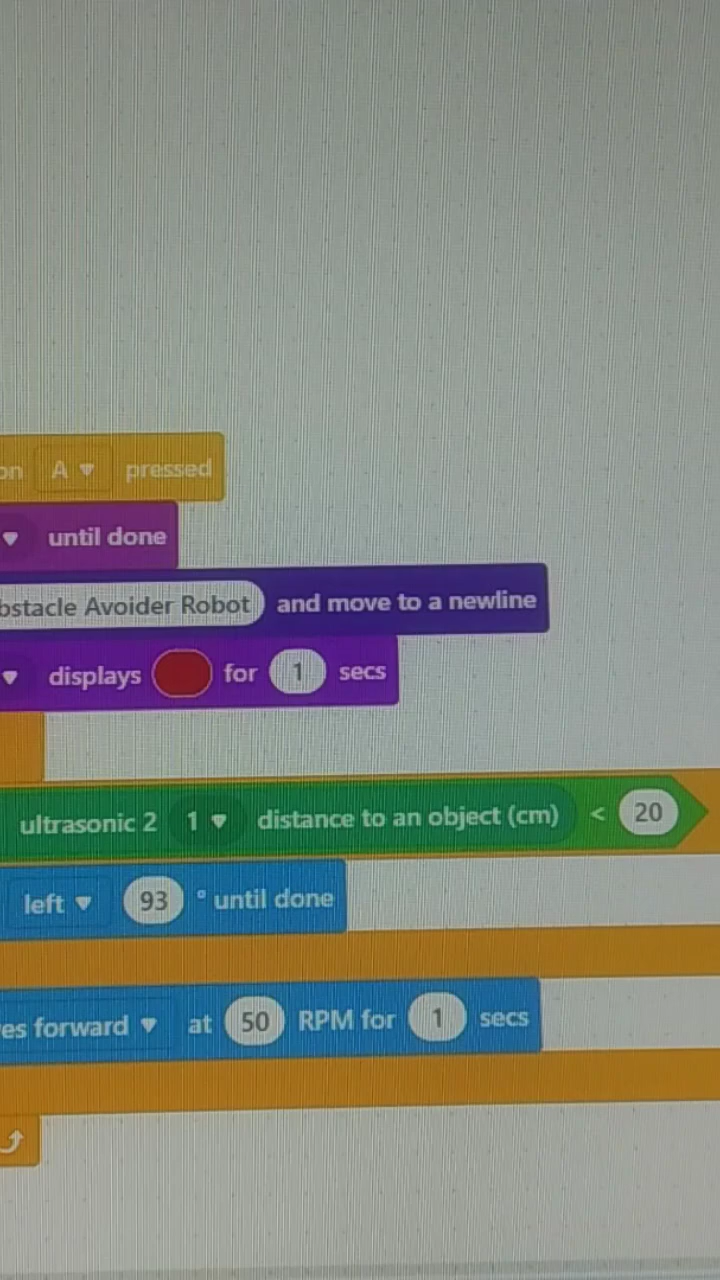 on A pressed
until done
bstacle Avoider Robot and move to a newline
displays for 1 secs
ultrasonic 2 1 distance to an object (cm) < 20
left 93 ° until done
es forward at 50 RPM for 1 secs